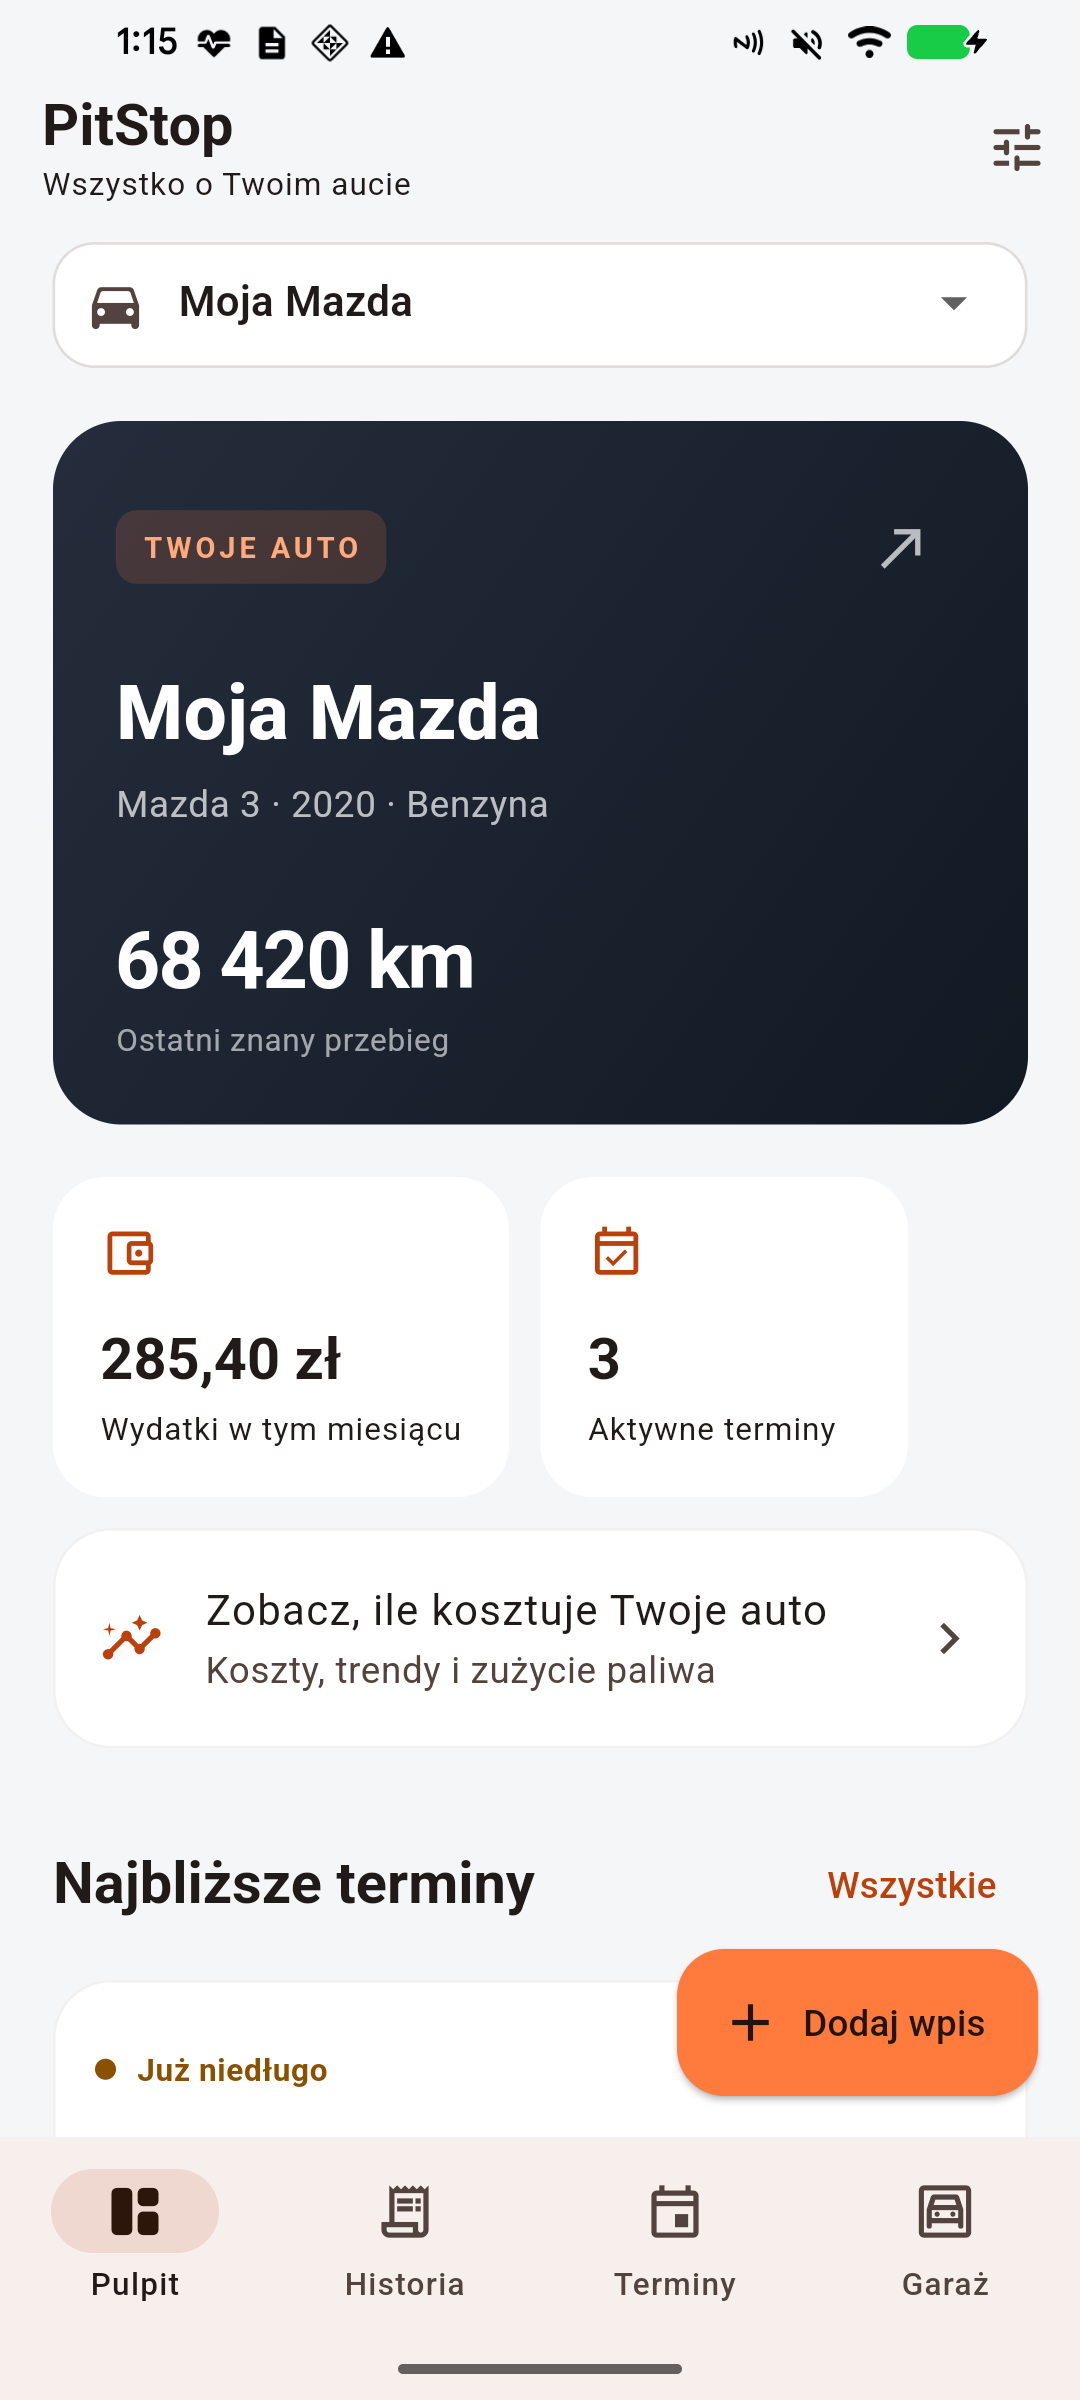 1:15
PitStop
Wszystko o Twoim aucie
Moja Mazda
TWOJE AUTO
Moja Mazda
Mazda 3 · 2020 · Benzyna
68 420 km
Ostatni znany przebieg
285,40 zł
Wydatki w tym miesiącu
3
Aktywne terminy
Zobacz, ile kosztuje Twoje auto
Koszty, trendy i zużycie paliwa
Najbliższe terminy
Wszystkie
Dodaj wpis
Już niedługo
Pulpit
Historia
Terminy
Garaż